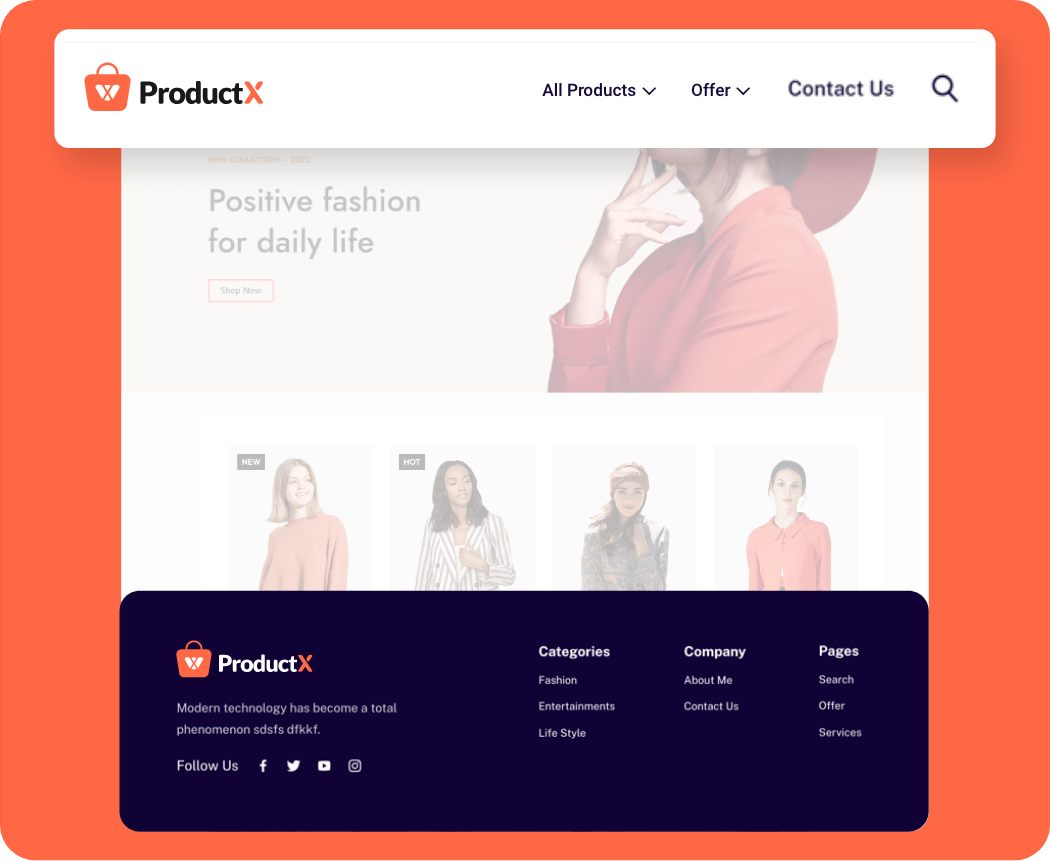 ProductX
All Products
Offer
Contact Us
NEW COLLECTION – 2022
Positive fashion
for daily life
Shop Now
NEW
HOT
ProductX
Modern technology has become a total
phenomenon sdsfs dfkkf.
Follow Us
Categories
Fashion
Entertainments
Life Style
Company
About Me
Contact Us
Pages
Search
Offer
Services